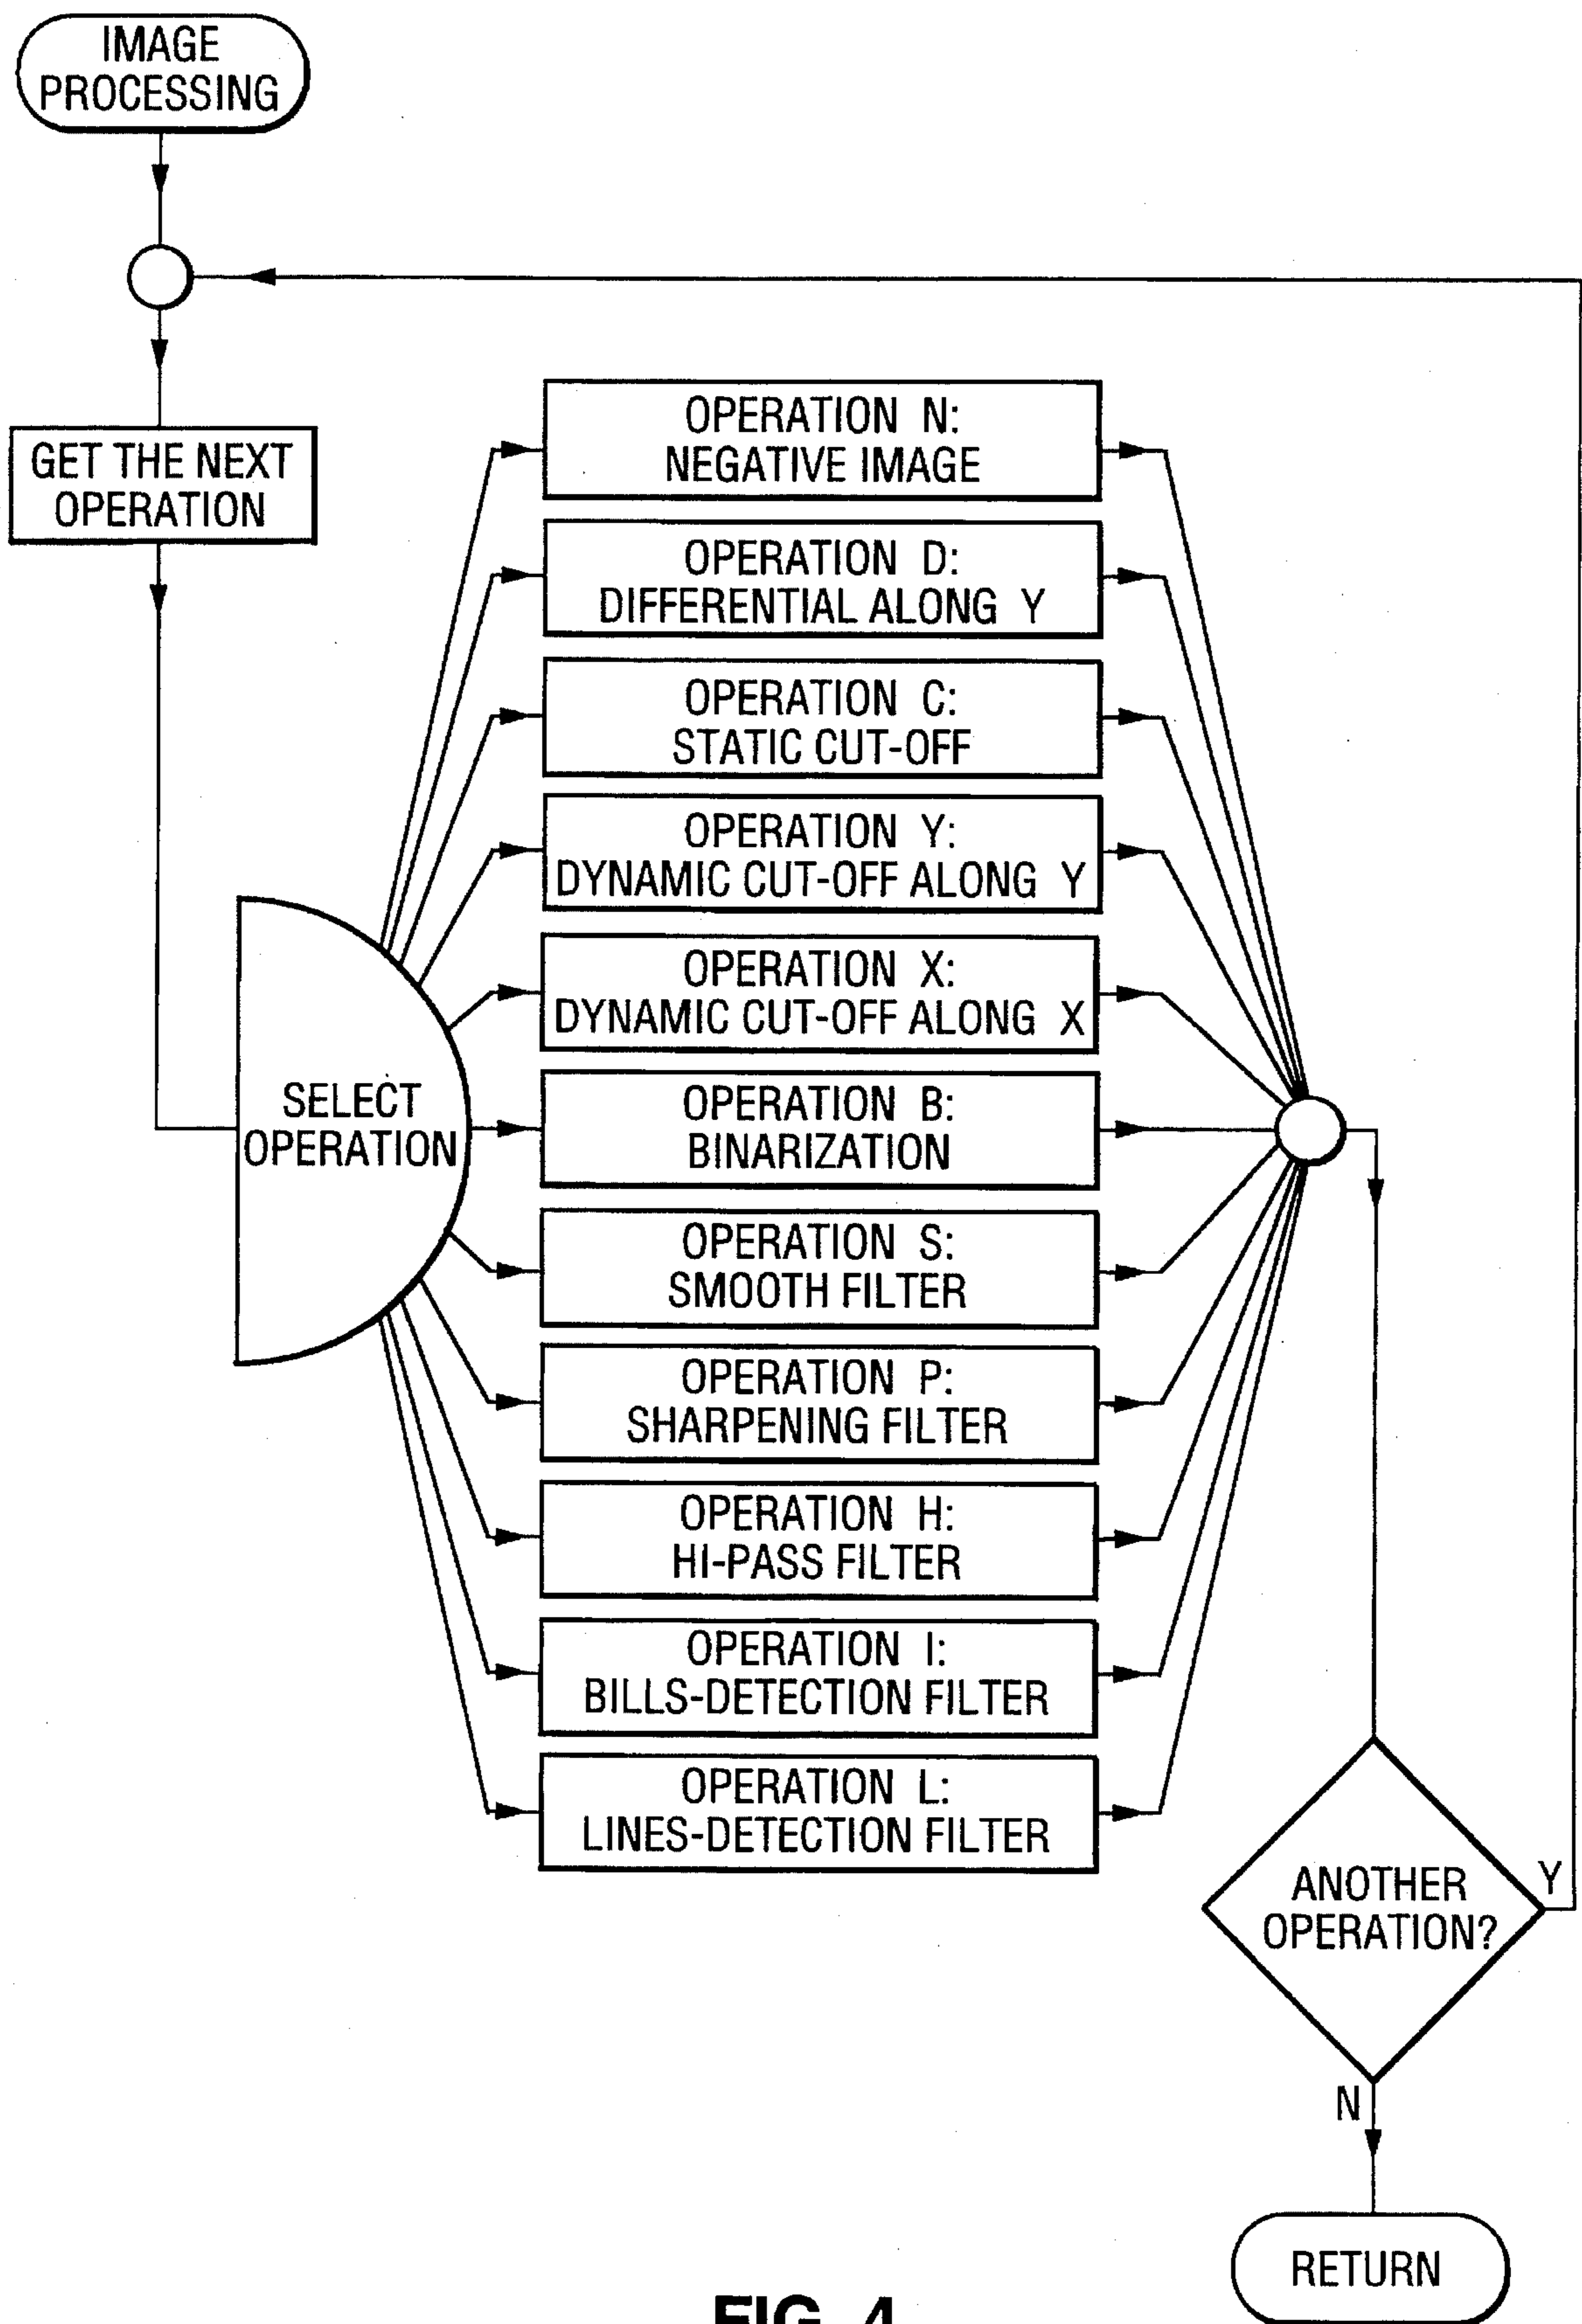 IMAGE
PROCESSING
GET THE NEXT
OPERATION
SELECT
OPERATION
OPERATION N:
NEGATIVE IMAGE
OPERATION D:
DIFFERENTIAL ALONG Y
OPERATION C:
STATIC CUT-OFF
OPERATION Y:
DYNAMIC CUT-OFF ALONG Y
OPERATION X:
DYNAMIC CUT-OFF ALONG X
OPERATION B:
BINARIZATION
OPERATION S:
SMOOTH FILTER
OPERATION P:
SHARPENING FILTER
OPERATION H:
HI-PASS FILTER
OPERATION I:
BILLS-DETECTION FILTER
OPERATION L:
LINES-DETECTION FILTER
ANOTHER
OPERATION?
Y
N
RETURN
FIG. 4